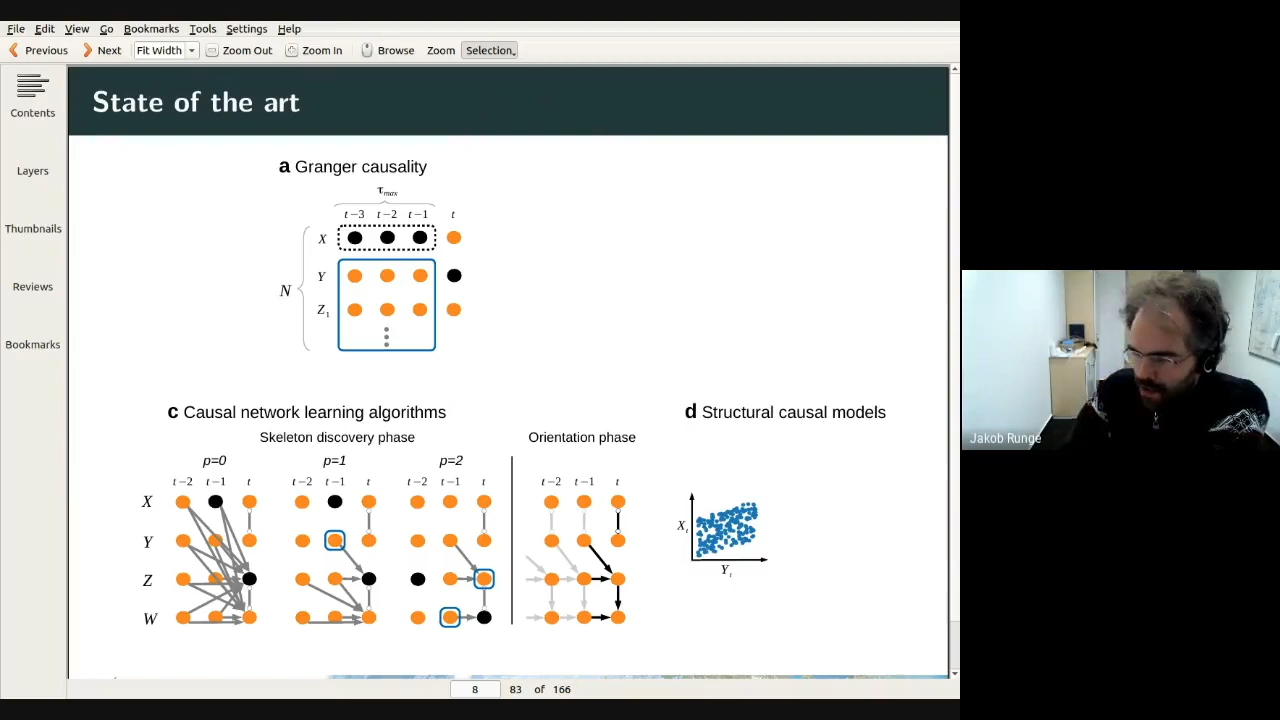 File Edit View Go Bookmarks Tools Settings Help
Previous Next Fit Width Zoom Out Zoom In Browse Zoom Selection
Contents
Layers
Thumbnails
Reviews
Bookmarks
State of the art
a Granger causality
τmax
t−3 t−2 t−1 t
X
Y
N
Z1
c Causal network learning algorithms
Skeleton discovery phase Orientation phase
p=0 p=1 p=2
t−2 t−1 t t−2 t−1 t t−2 t−1 t t−2 t−1 t
X
Y
Z
W
d Structural causal models
Xt
Yt
8 83 of 166
Jakob Runge